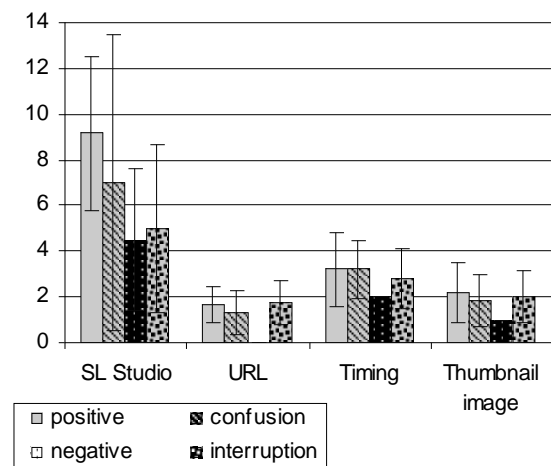 14
12
10
8
6
4
2
0
SL Studio URL Timing Thumbnail
image
positive confusion
negative interruption